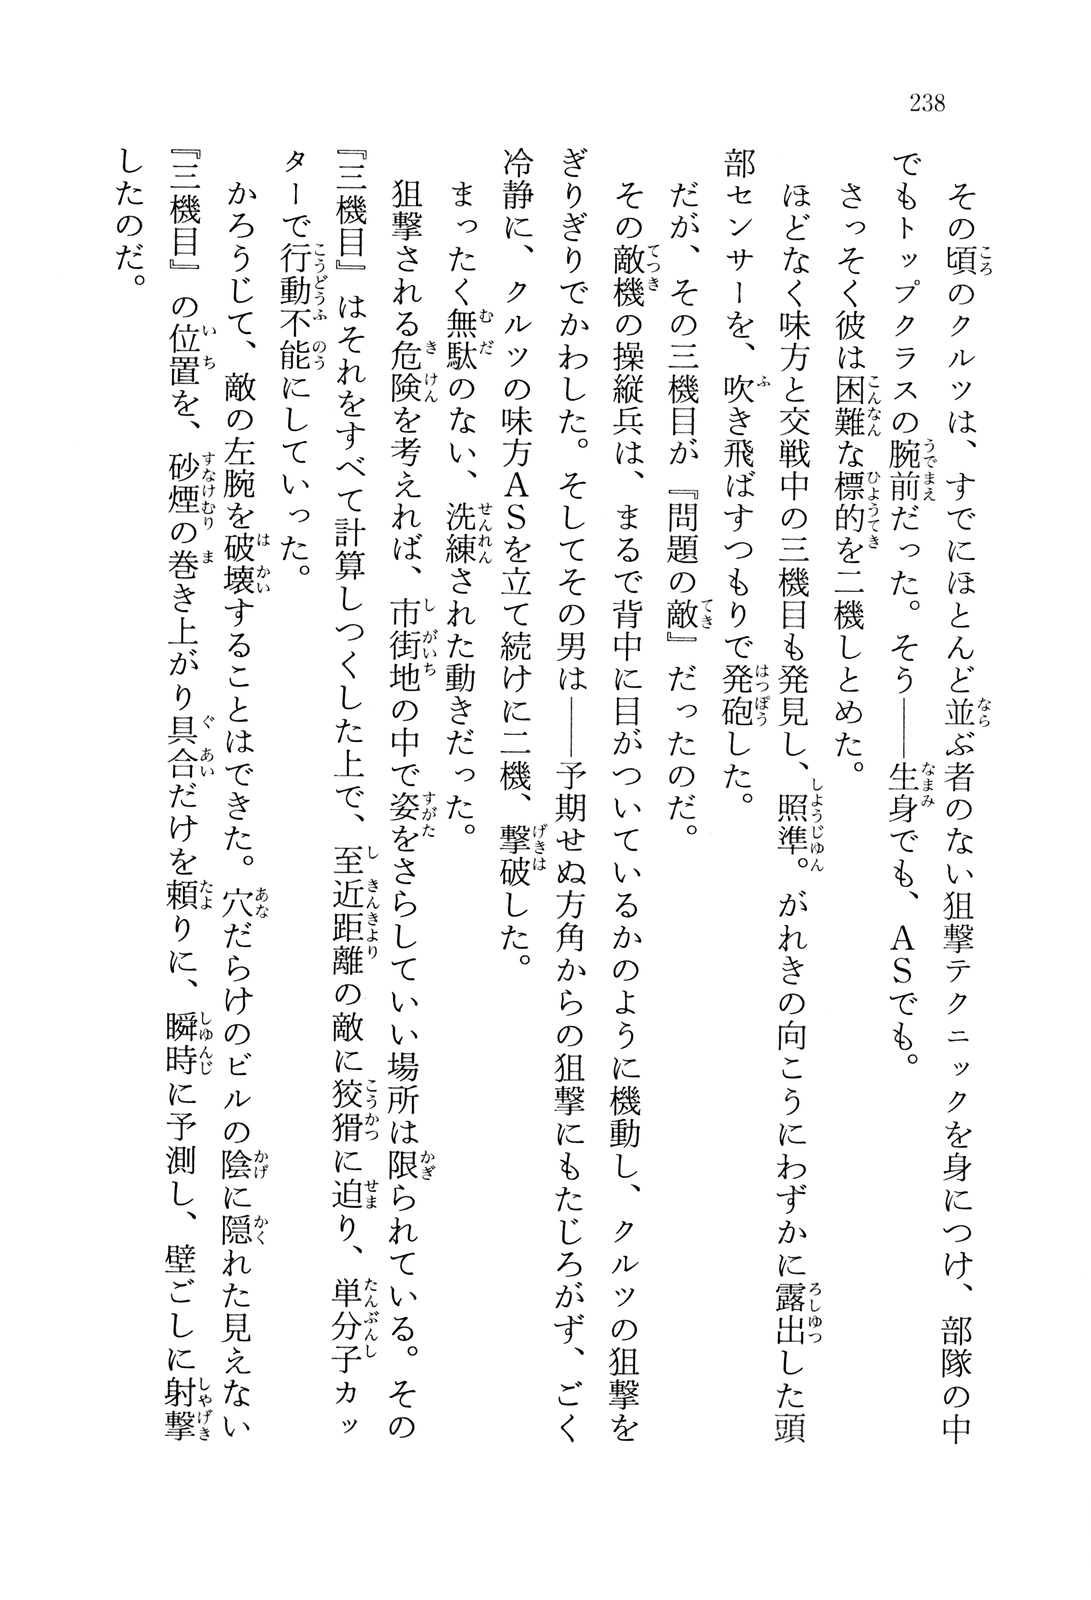 238
その頃のクルツは、すでにほとんど並ぶ者のない狙撃テクニックを身につけ、部隊の中
でもトップクラスの腕前だった。そう――生身でも、ASでも。
さっそく彼は困難な標的を二機しとめた。
ほどなく味方と交戦中の三機目も発見し、照準。がれきの向こうにわずかに露出した頭
部センサーを、吹き飛ばすつもりで発砲した。
だが、その三機目が『問題の敵』だったのだ。
その敵機の操縦兵は、まるで背中に目がついているかのように機動し、クルツの狙撃を
ぎりぎりでかわした。そしてその男は――予期せぬ方角からの狙撃にもたじろがず、ごく
冷静に、クルツの味方ASを立て続けに二機、撃破した。
まったく無駄のない、洗練された動きだった。
狙撃される危険を考えれば、市街地の中で姿をさらしていい場所は限られている。その
『三機目』はそれをすべて計算しつくした上で、至近距離の敵に狡猾に迫り、単分子カッ
ターで行動不能にしていった。
かろうじて、敵の左腕を破壊することはできた。穴だらけのビルの陰に隠れた見えない
『三機目』の位置を、砂煙の巻き上がり具合だけを頼りに、瞬時に予測し、壁ごしに射撃
したのだ。